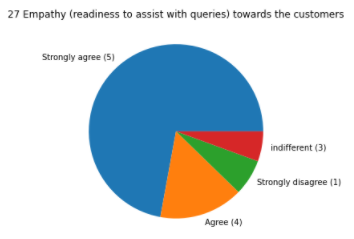 27 Empathy (readiness to assist with queries) towards the customers
Strongly agree (5)
indifferent (3)
Strongly disagree (1)
Agree (4)